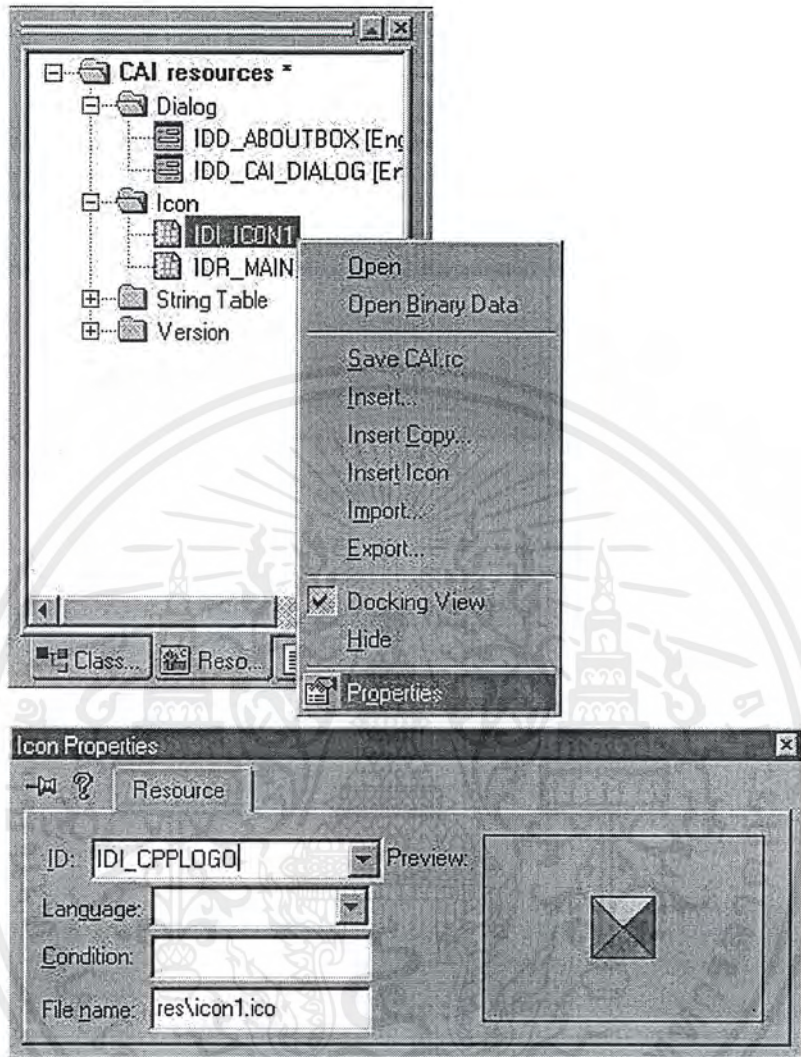 CAI resources *
Dialog
IDD_ABOUTBOX [Eng
IDD_CAI_DIALOG [Er
Icon
IDI_ICON1
IDR_MAIN
String Table
Version
Open
Open Binary Data
Save CAI.rc
Insert...
Insert Copy...
Insert Icon
Import...
Export...
Docking View
Hide
Properties
Class...
Reso...
Icon Properties
Resource
ID: IDI_CPPLOGO
Preview:
Language:
Condition:
File name: res\icon1.ico